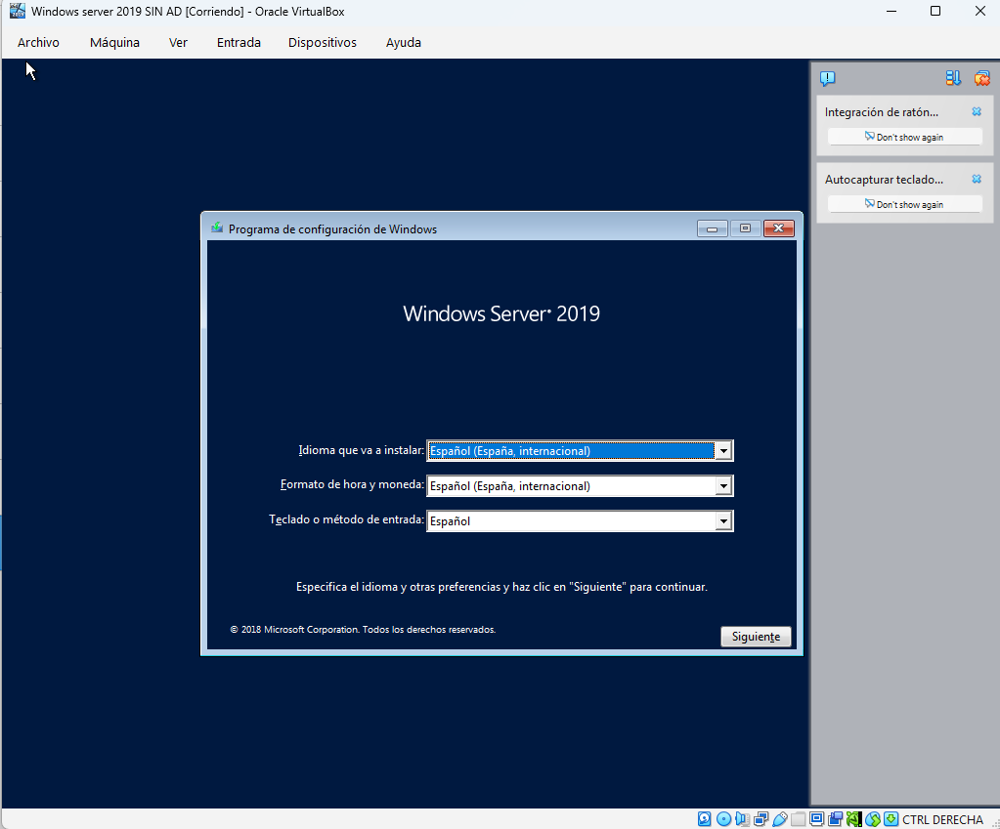 Windows server 2019 SIN AD [Corriendo] - Oracle VirtualBox
Archivo Máquina Ver Entrada Dispositivos Ayuda
Integración de ratón...
Don't show again
Autocapturar teclado...
Don't show again
Programa de configuración de Windows
Windows Server® 2019
Idioma que va a instalar: Español (España, internacional)
Formato de hora y moneda: Español (España, internacional)
Teclado o método de entrada: Español
Especifica el idioma y otras preferencias y haz clic en "Siguiente" para continuar.
© 2018 Microsoft Corporation. Todos los derechos reservados.
Siguiente
CTRL DERECHA